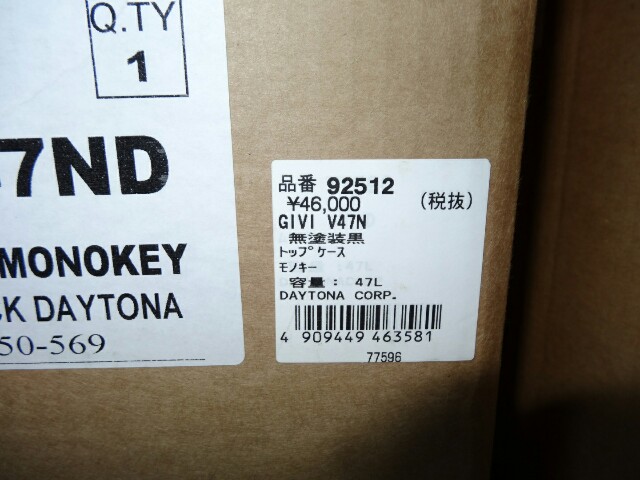 Q.TY
1
7ND
MONOKEY
CK DAYTONA
50-569
品番 92512
¥46,000 (税抜)
GIVI V47N
無塗装黒
トップケース
モノキー
容量: 47L
DAYTONA CORP.
4 909449 463581
77596